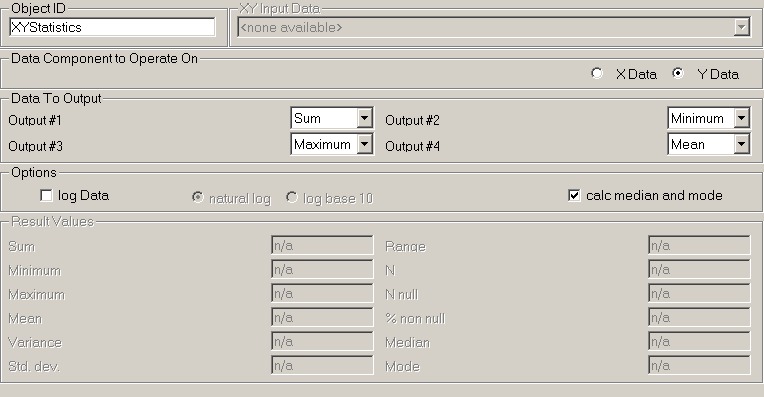 Object ID
XY Input Data
XYStatistics
<none available>
Data Component to Operate On
X Data
Y Data
Data To Output
Output #1
Sum
Output #2
Minimum
Output #3
Maximum
Output #4
Mean
Options
log Data
natural log
log base 10
calc median and mode
Result Values
Sum
n/a
Range
n/a
Minimum
n/a
N
n/a
Maximum
n/a
N null
n/a
Mean
n/a
% non null
n/a
Variance
n/a
Median
n/a
Std. dev.
n/a
Mode
n/a